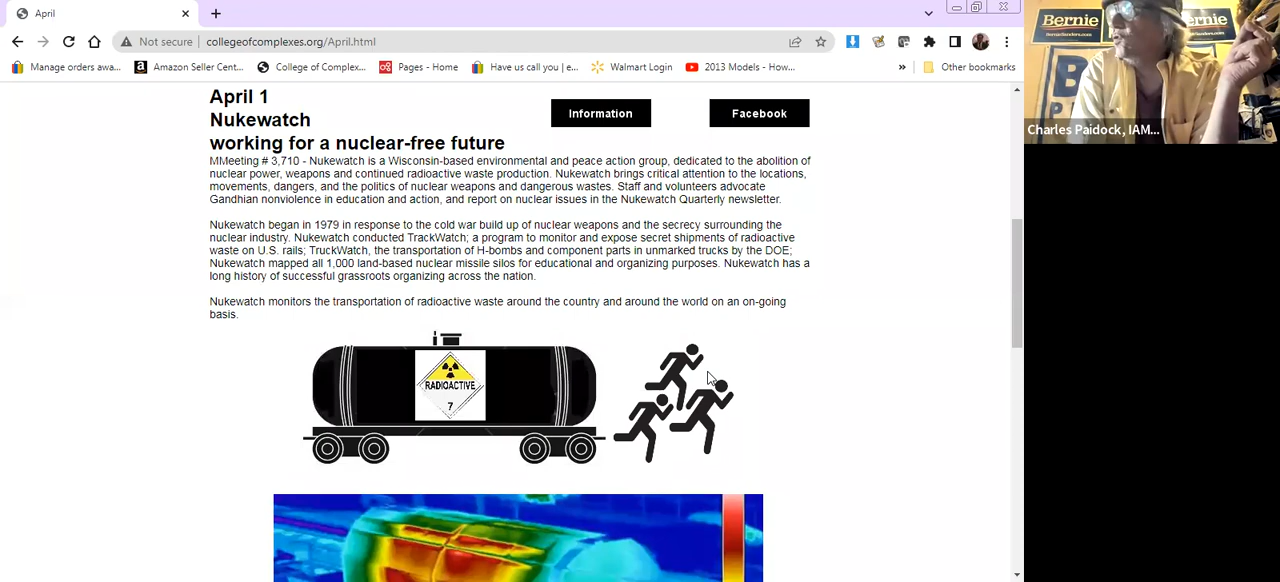 April
Not secure
collegeofcomplexes.org/April.html
Manage orders awa...
Amazon Seller Cent...
College of Complex...
Pages - Home
Have us call you | e...
Walmart Login
2013 Models - How...
»
Other bookmarks
April 1
Nukewatch
working for a nuclear-free future
Information
Facebook
MMeeting # 3,710 - Nukewatch is a Wisconsin-based environmental and peace action group, dedicated to the abolition of
nuclear power, weapons and continued radioactive waste production. Nukewatch brings critical attention to the locations,
movements, dangers, and the politics of nuclear weapons and dangerous wastes. Staff and volunteers advocate
Gandhian nonviolence in education and action, and report on nuclear issues in the Nukewatch Quarterly newsletter.
Nukewatch began in 1979 in response to the cold war build up of nuclear weapons and the secrecy surrounding the
nuclear industry. Nukewatch conducted TrackWatch; a program to monitor and expose secret shipments of radioactive
waste on U.S. rails; TruckWatch, the transportation of H-bombs and component parts in unmarked trucks by the DOE;
Nukewatch mapped all 1,000 land-based nuclear missile silos for educational and organizing purposes. Nukewatch has a
long history of successful grassroots organizing across the nation.
Nukewatch monitors the transportation of radioactive waste around the country and around the world on an on-going
basis.
RADIOACTIVE
7
Bernie
BernieSanders.com
rnie
Charles Paidock, IAM...